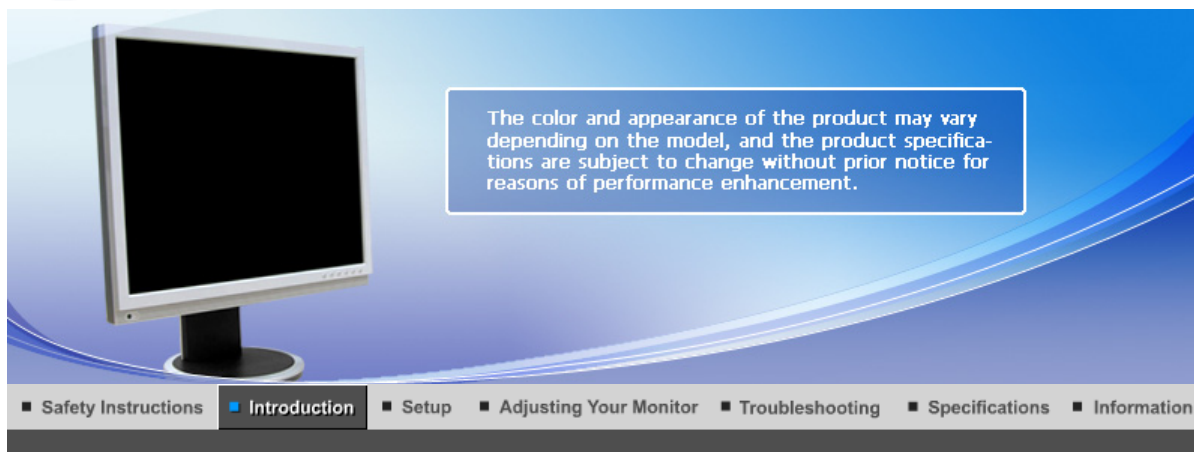 The color and appearance of the product may vary
depending on the model, and the product specifica-
tions are subject to change without prior notice for
reasons of performance enhancement.
Safety Instructions Introduction Setup Adjusting Your Monitor Troubleshooting Specifications Information